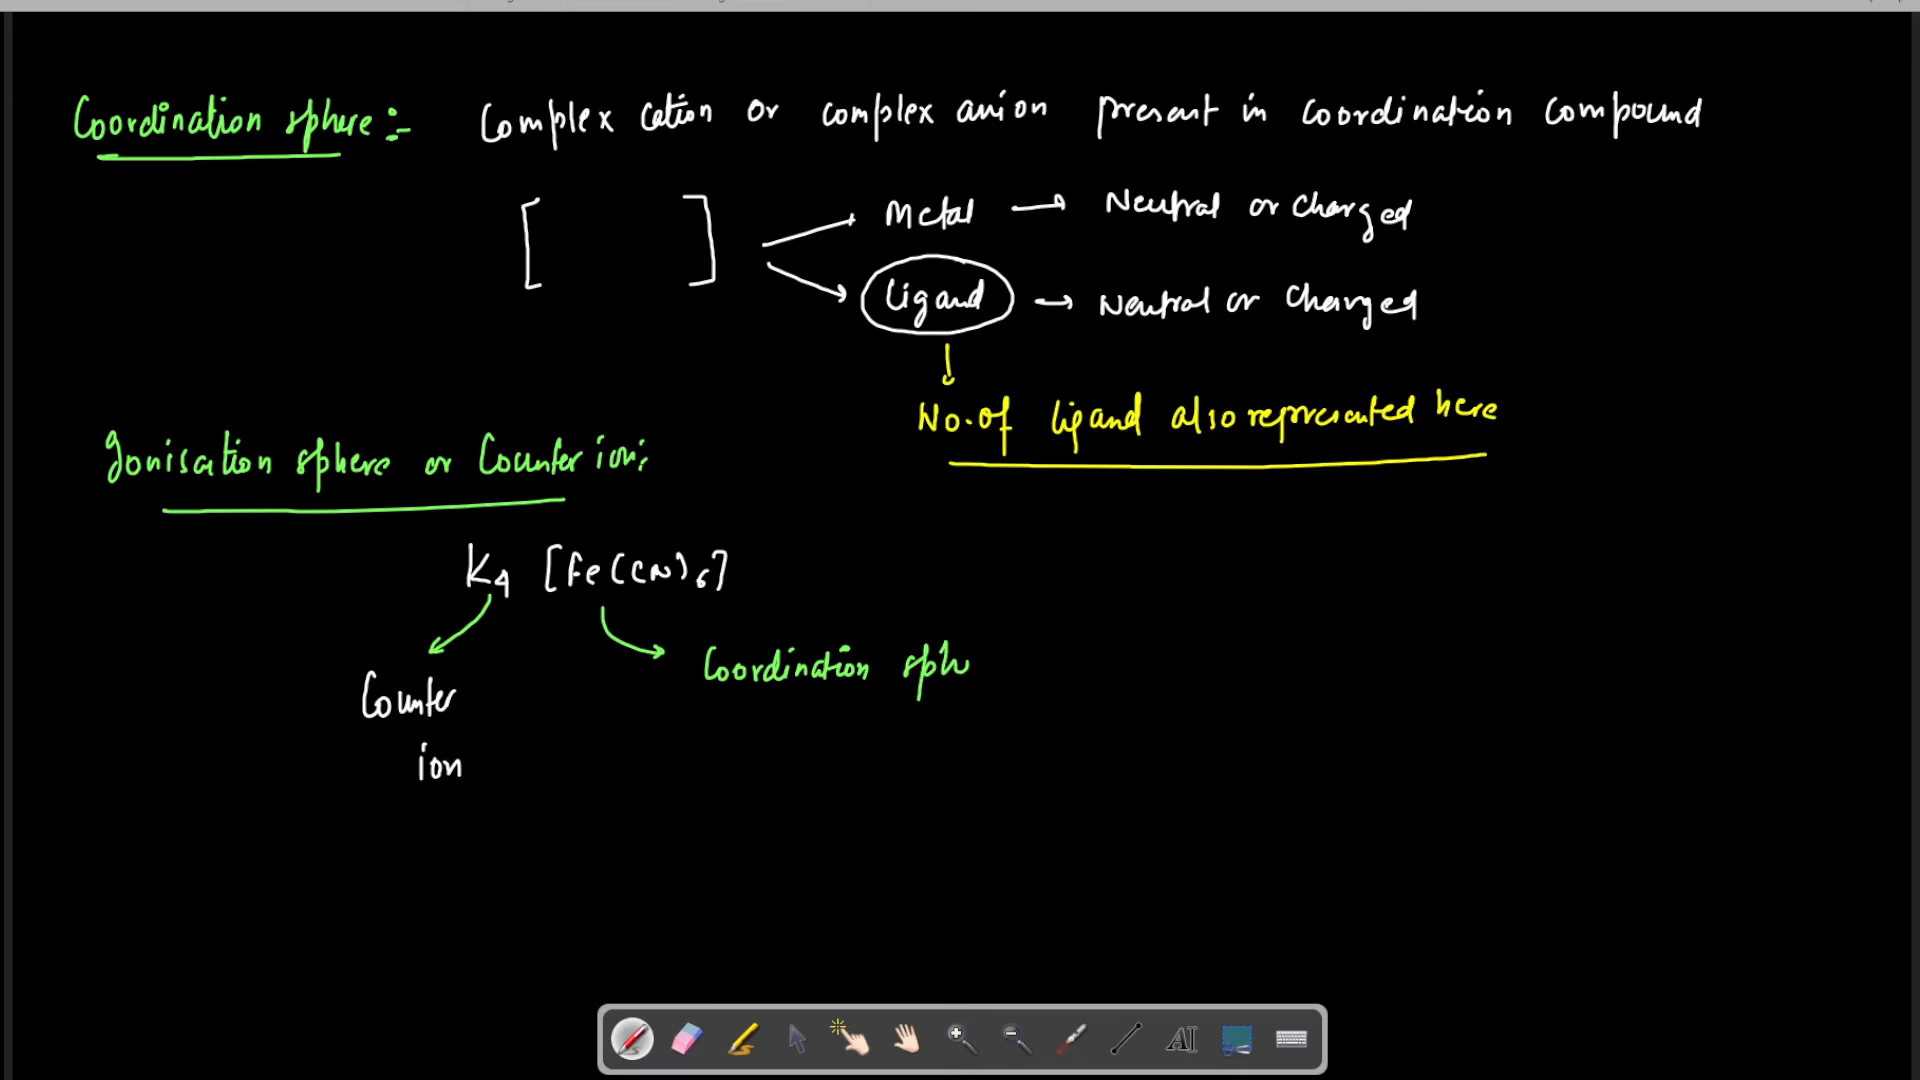 Coordination sphere:- Complex cation or complex anion present in coordination compound
[ ] Metal → Neutral or charged
Ligand → Neutral or charged
No. of ligand also represented here
Ionisation sphere or Counter ion:
K4 [Fe(CN)6]
Coordination sph
Counter
ion
AI